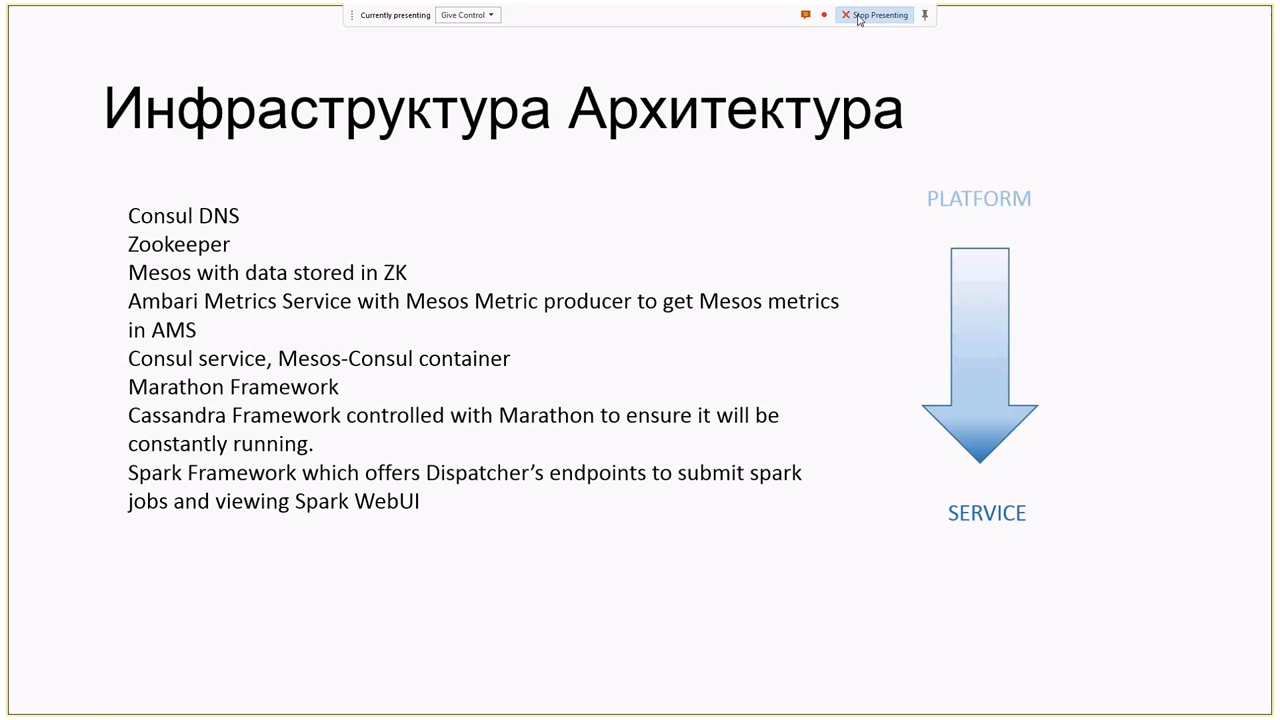 Currently presenting Give Control Stop Presenting
Инфраструктура Архитектура
PLATFORM
Consul DNS
Zookeeper
Mesos with data stored in ZK
Ambari Metrics Service with Mesos Metric producer to get Mesos metrics
in AMS
Consul service, Mesos-Consul container
Marathon Framework
Cassandra Framework controlled with Marathon to ensure it will be
constantly running.
Spark Framework which offers Dispatcher’s endpoints to submit spark
jobs and viewing Spark WebUI
SERVICE